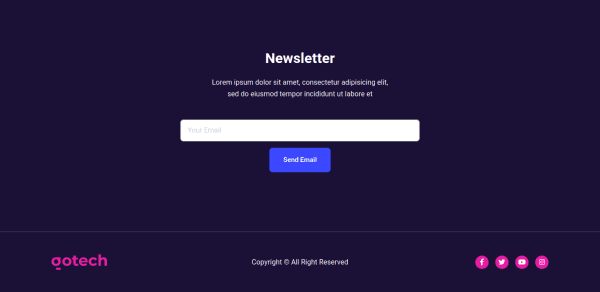 Newsletter
Lorem ipsum dolor sit amet, consectetur adipisicing elit,
sed do eiusmod tempor incididunt ut labore et
Your Email
Send Email
gotech
Copyright © All Right Reserved